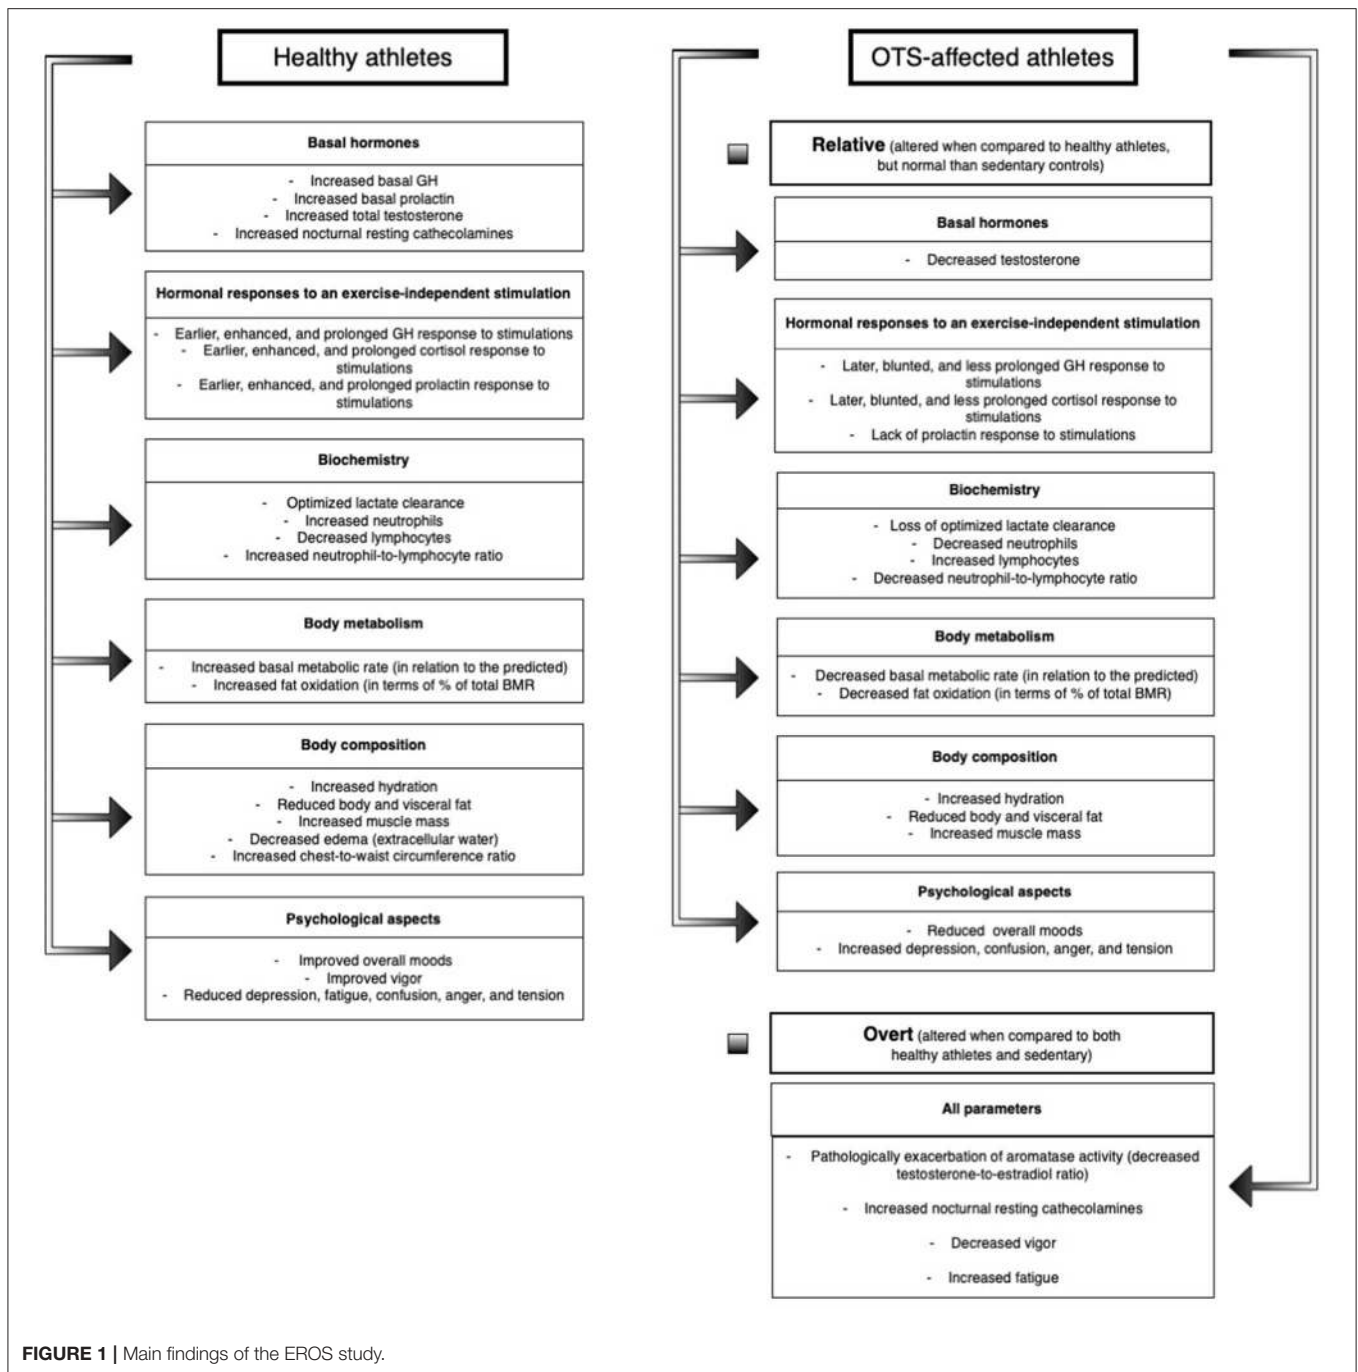 Healthy athletes
Basal hormones
- Increased basal GH
- Increased basal prolactin
- Increased total testosterone
- Increased nocturnal resting cathecolamines
Hormonal responses to an exercise-independent stimulation
- Earlier, enhanced, and prolonged GH response to stimulations
- Earlier, enhanced, and prolonged cortisol response to
stimulations
- Earlier, enhanced, and prolonged prolactin response to
stimulations
Biochemistry
- Optimized lactate clearance
- Increased neutrophils
- Decreased lymphocytes
- Increased neutrophil-to-lymphocyte ratio
Body metabolism
- Increased basal metabolic rate (in relation to the predicted)
- Increased fat oxidation (in terms of % of total BMR
Body composition
- Increased hydration
- Reduced body and visceral fat
- Increased muscle mass
- Decreased edema (extracellular water)
- Increased chest-to-waist circumference ratio
Psychological aspects
- Improved overall moods
- Improved vigor
- Reduced depression, fatigue, confusion, anger, and tension
OTS-affected athletes
Relative (altered when compared to healthy athletes,
but normal than sedentary controls)
Basal hormones
- Decreased testosterone
Hormonal responses to an exercise-independent stimulation
- Later, blunted, and less prolonged GH response to
stimulations
- Later, blunted, and less prolonged cortisol response to
stimulations
- Lack of prolactin response to stimulations
Biochemistry
- Loss of optimized lactate clearance
- Decreased neutrophils
- Increased lymphocytes
- Decreased neutrophil-to-lymphocyte ratio
Body metabolism
- Decreased basal metabolic rate (in relation to the predicted)
- Decreased fat oxidation (in terms of % of total BMR)
Body composition
- Increased hydration
- Reduced body and visceral fat
- Increased muscle mass
Psychological aspects
- Reduced overall moods
- Increased depression, confusion, anger, and tension
Overt (altered when compared to both
healthy athletes and sedentary)
All parameters
- Pathologically exacerbation of aromatase activity (decreased
testosterone-to-estradiol ratio)
- Increased nocturnal resting cathecolamines
- Decreased vigor
- Increased fatigue
FIGURE 1 | Main findings of the EROS study.